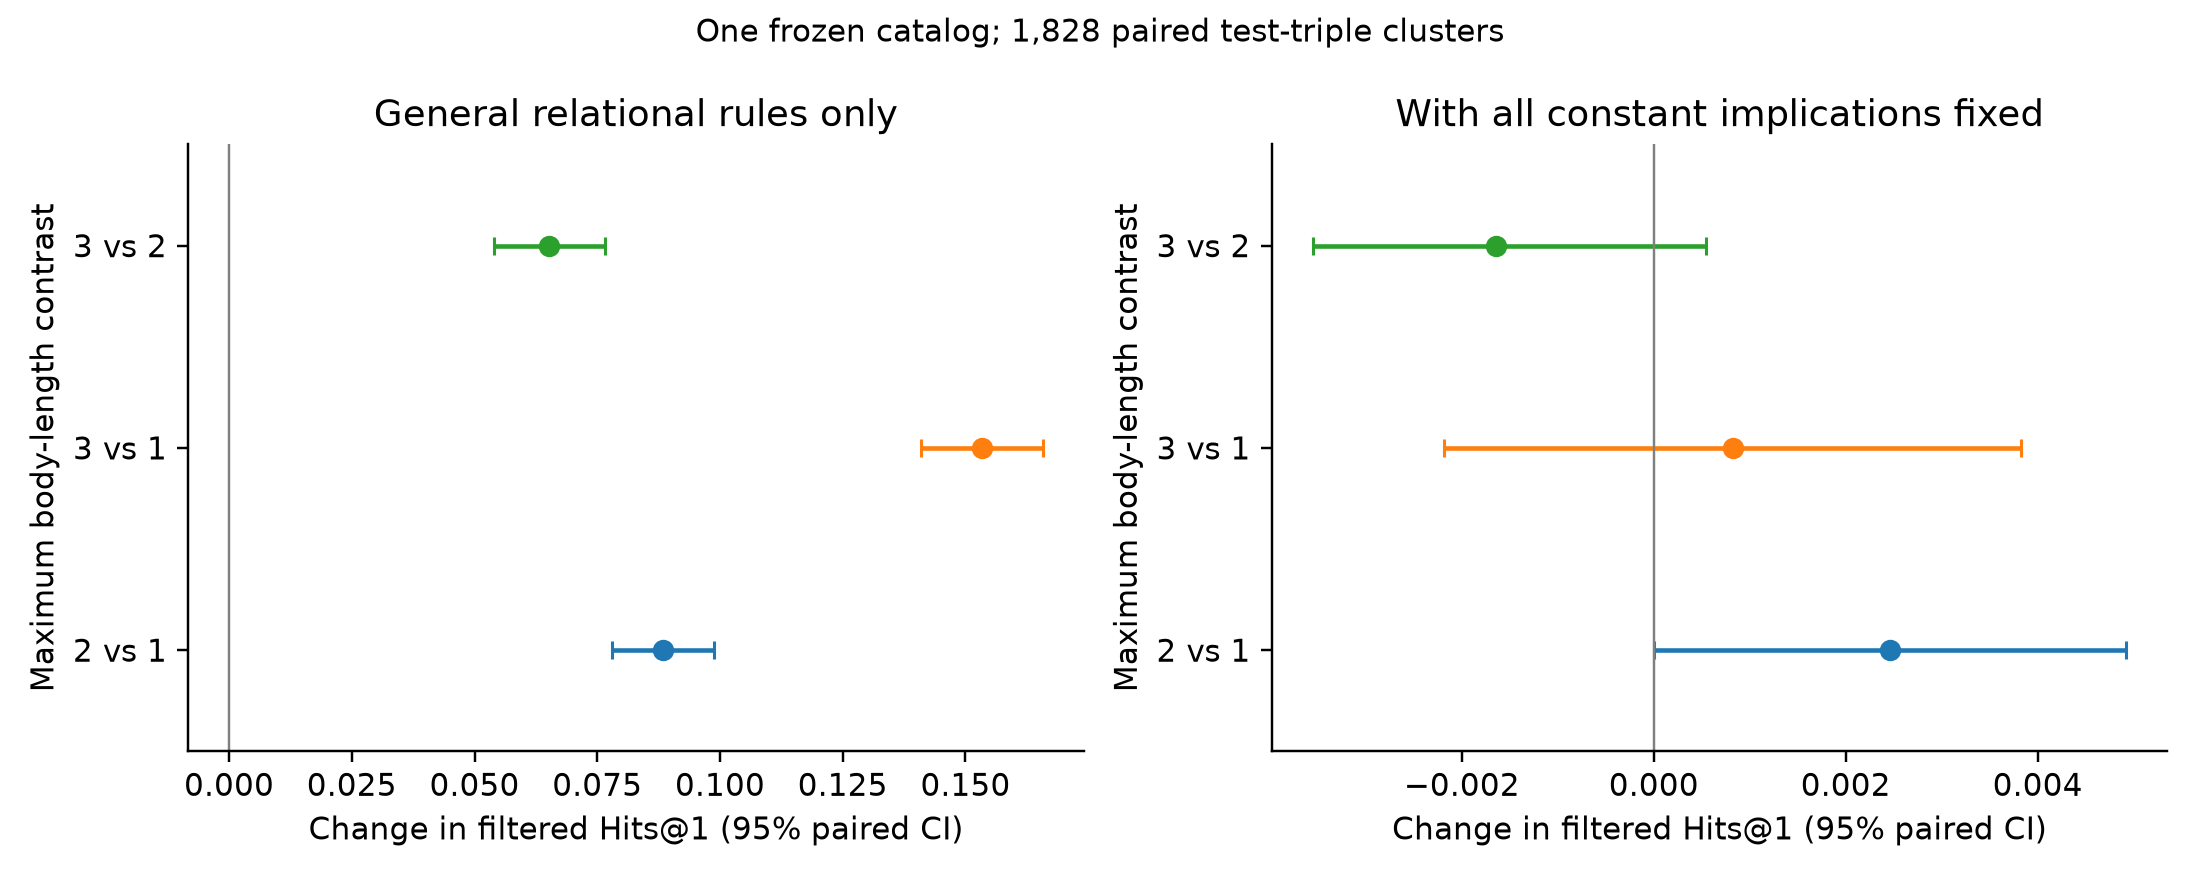 One frozen catalog; 1,828 paired test-triple clusters
General relational rules only
Maximum body-length contrast
3 vs 2
3 vs 1
2 vs 1
0.000 0.025 0.050 0.075 0.100 0.125 0.150
Change in filtered Hits@1 (95% paired CI)
With all constant implications fixed
Maximum body-length contrast
3 vs 2
3 vs 1
2 vs 1
−0.002 0.000 0.002 0.004
Change in filtered Hits@1 (95% paired CI)